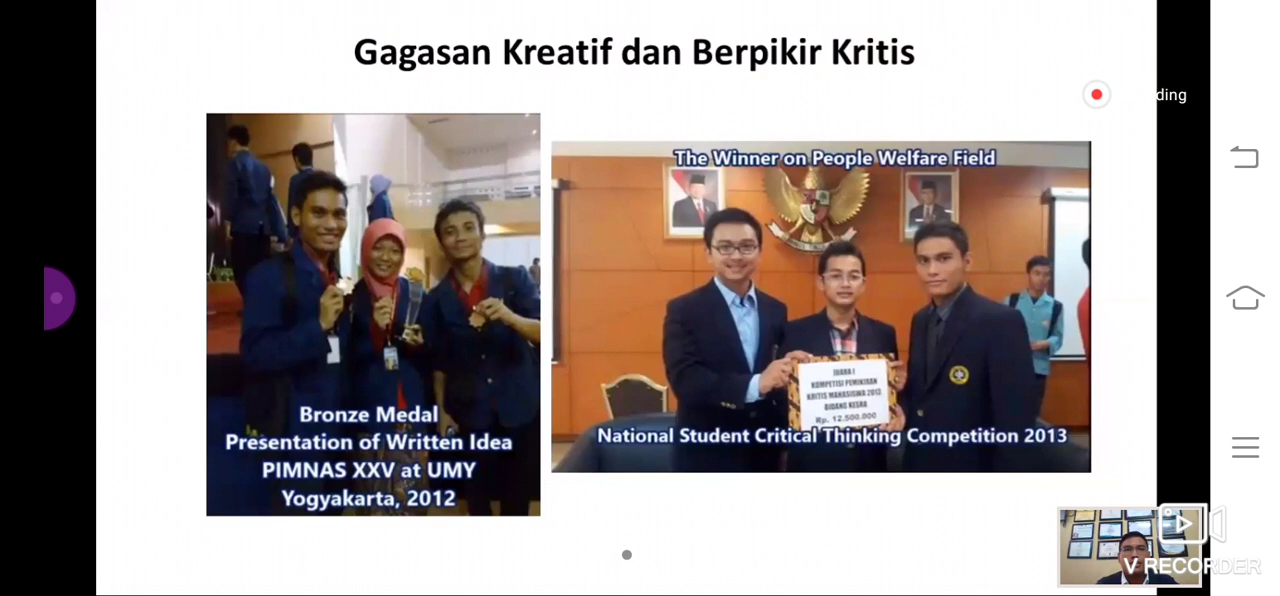 Gagasan Kreatif dan Berpikir Kritis
ding
The Winner on People Welfare Field
JUARA I
KOMPETISI PEMIKIRAN
KRITIS MAHASISWA 2013
BIDANG KESRA
Rp. 12.500.000
National Student Critical Thinking Competition 2013
Bronze Medal
Presentation of Written Idea
PIMNAS XXV at UMY
Yogyakarta, 2012
V RECORDER